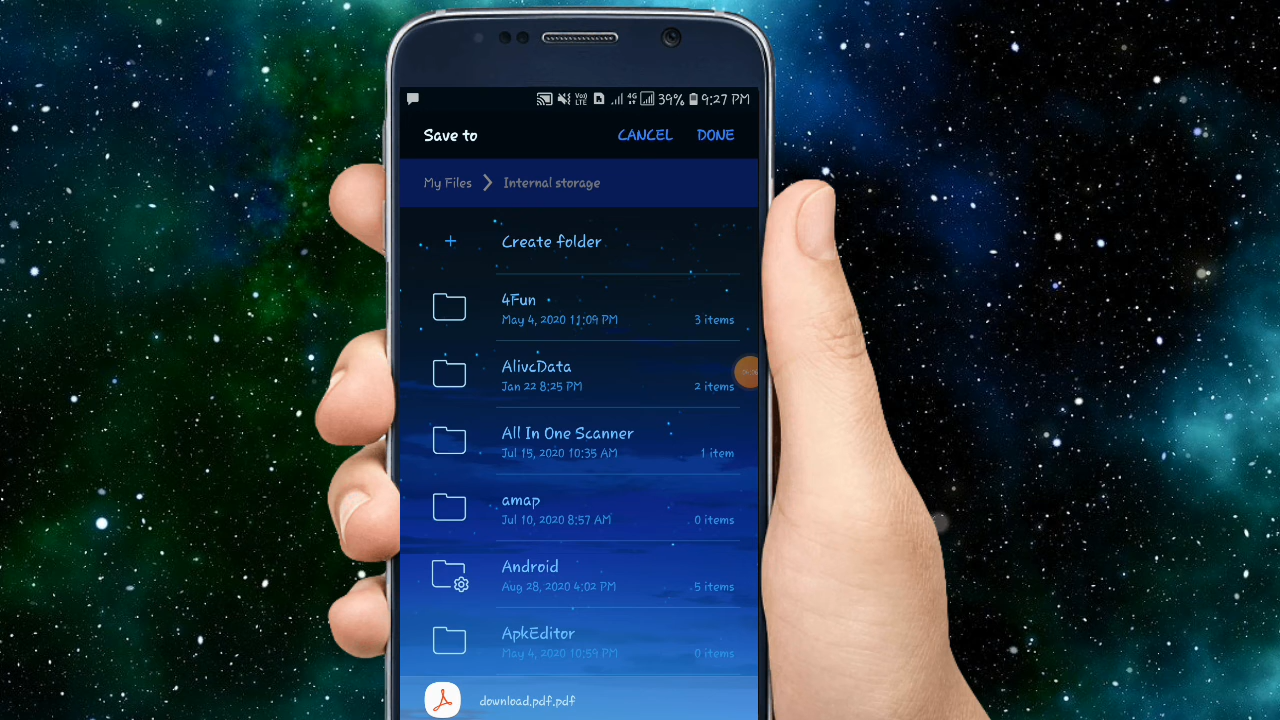 VoJ LTE 4G 39% 9:27 PM
Save to CANCEL DONE
My Files Internal storage
+ Create folder
4Fun
May 4, 2020 11:09 PM 3 items
AlivcData
Jan 22 8:25 PM 2 items
All In One Scanner
Jul 15, 2020 10:35 AM 1 item
amap
Jul 10, 2020 8:57 AM 0 items
Android
Aug 28, 2020 4:02 PM 5 items
ApkEditor
May 4, 2020 10:59 PM 0 items
download.pdf.pdf